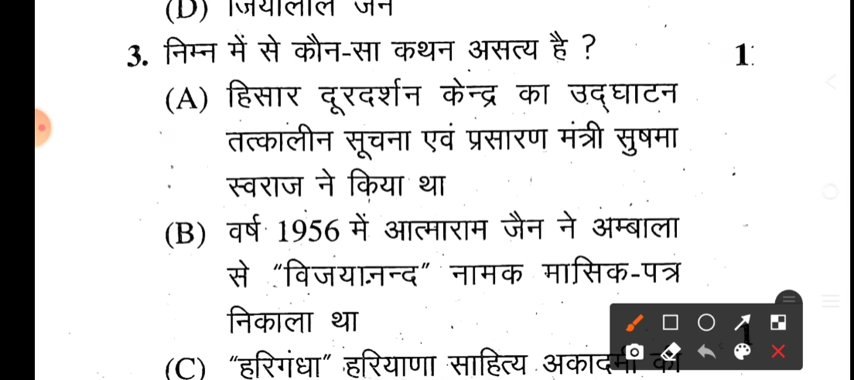 (D) जियालाल जैन
3. निम्न में से कौन-सा कथन असत्य है ?
(A) हिसार दूरदर्शन केन्द्र का उद्घाटन
तत्कालीन सूचना एवं प्रसारण मंत्री सुषमा
स्वराज ने किया था
(B) वर्ष 1956 में आत्माराम जैन ने अम्बाला
से “विजयानन्द” नामक मासिक-पत्र
निकाला था
(C) “हरिगंधा” हरियाणा साहित्य अकादमी की